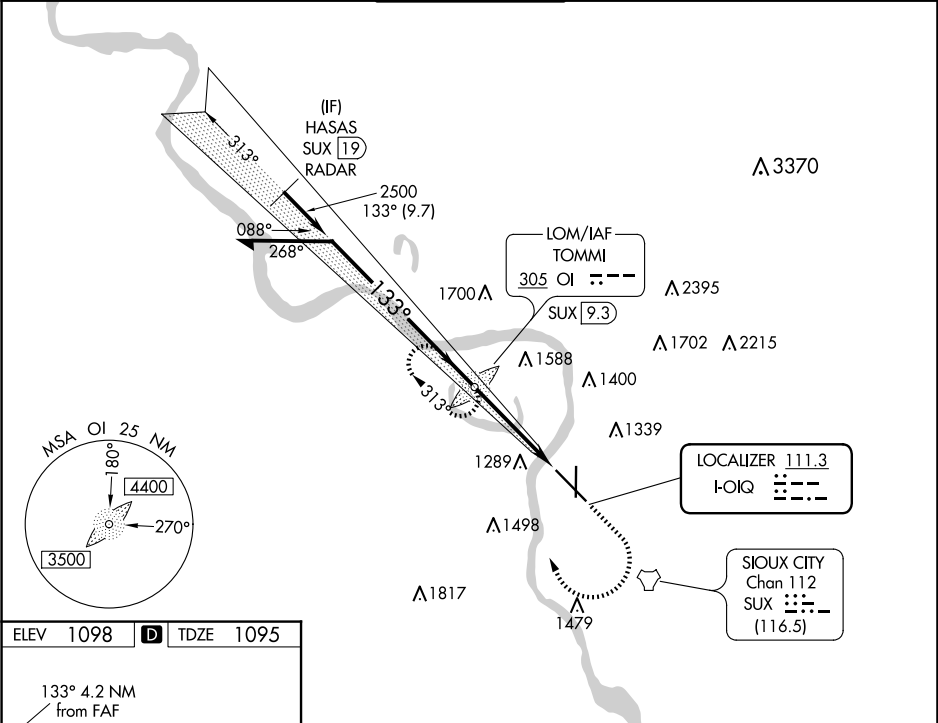 (IF)
HASAS
SUX 19
RADAR
313°
2500
133° (9.7)
088°
268°
3370
LOM/IAF
TOMMI
305 OI
SUX 9.3
1700
2395
133°
1588
1702
2215
1400
313°
1339
1289
LOCALIZER 111.3
I-OIQ
MSA OI 25 NM
180°
4400
270°
3500
1498
SIOUX CITY
Chan 112
SUX
(116.5)
1817
1479
ELEV 1098 D TDZE 1095
133° 4.2 NM
from FAF